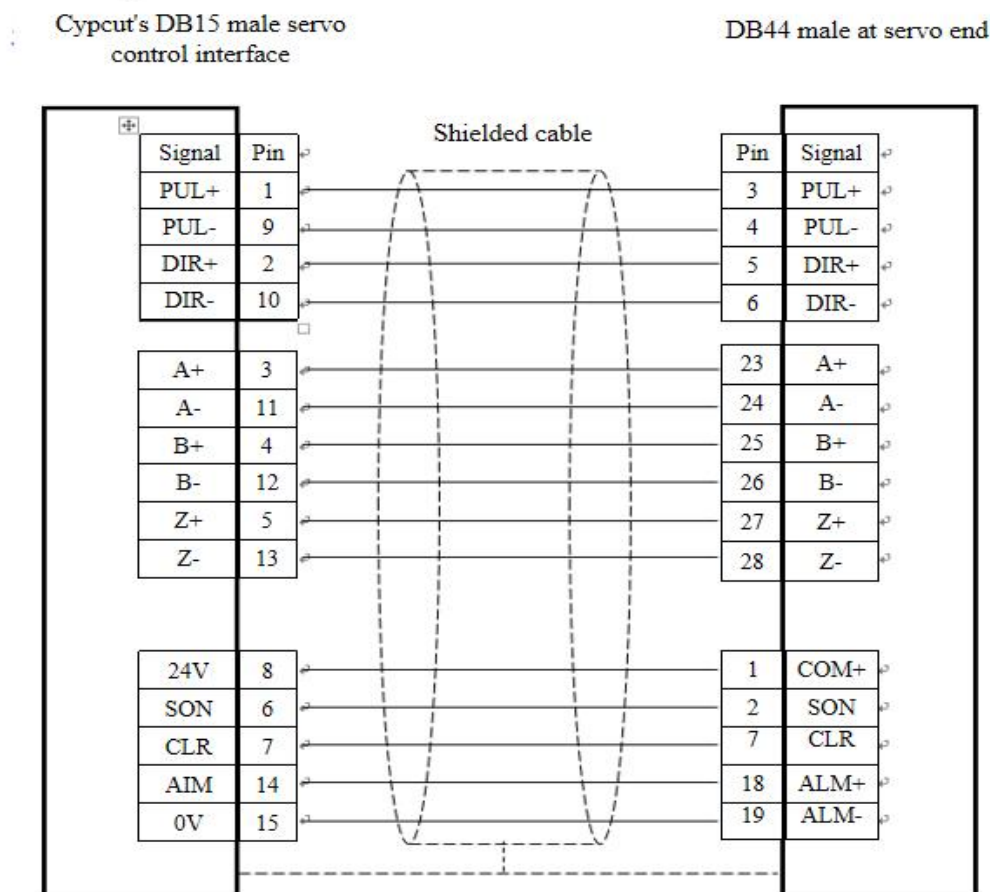 Cypcut's DB15 male servo
control interface
DB44 male at servo end
Shielded cable
Signal Pin Pin Signal
PUL+ 1 3 PUL+
PUL- 9 4 PUL-
DIR+ 2 5 DIR+
DIR- 10 6 DIR-
A+ 3 23 A+
A- 11 24 A-
B+ 4 25 B+
B- 12 26 B-
Z+ 5 27 Z+
Z- 13 28 Z-
24V 8 1 COM+
SON 6 2 SON
CLR 7 7 CLR
AIM 14 18 ALM+
0V 15 19 ALM-